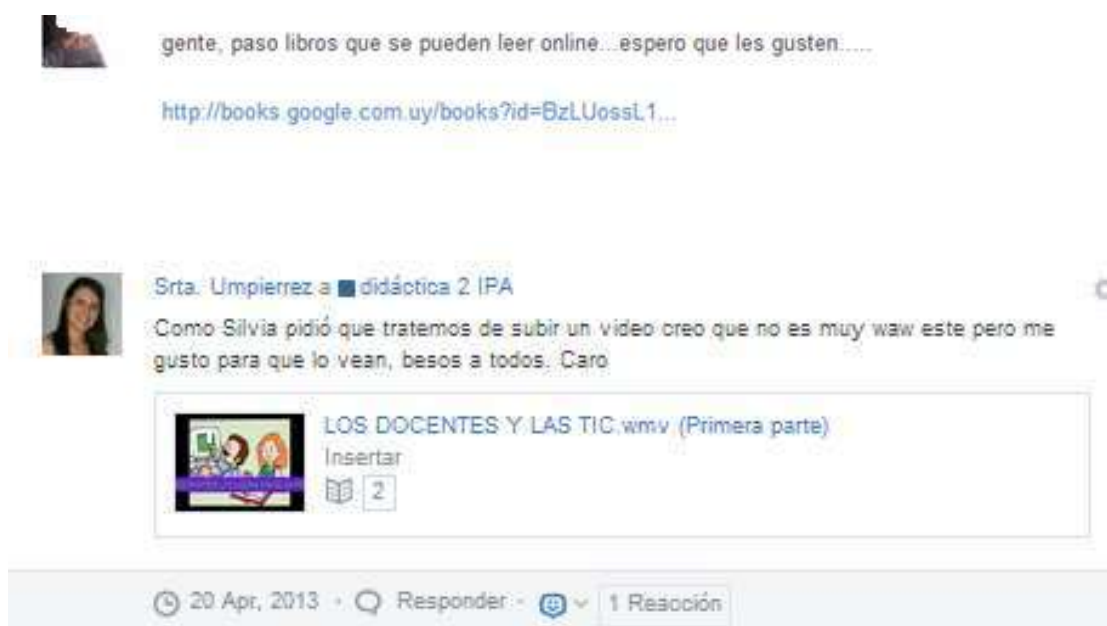 gente, paso libros que se pueden leer online...espero que les gusten.....
http://books.google.com.uy/books?id=BzLUossL1...
Srta. Umpierrez a didáctica 2 IPA
Como Silvia pidió que tratemos de subir un video creo que no es muy waw este pero me
gusto para que lo vean, besos a todos. Caro
LOS DOCENTES Y LAS TIC.wmv (Primera parte)
Insertar
2
20 Apr, 2013 · Responder · 1 Reacción